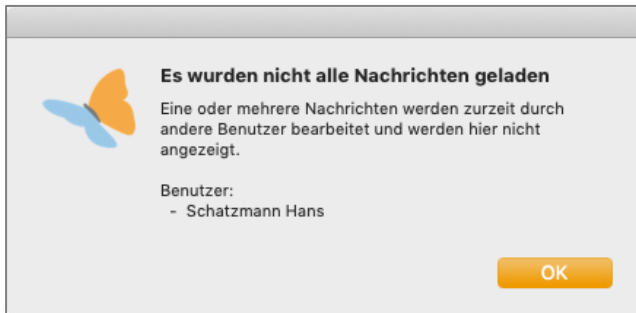 Es wurden nicht alle Nachrichten geladen
Eine oder mehrere Nachrichten werden zurzeit durch
andere Benutzer bearbeitet und werden hier nicht
angezeigt.
Benutzer:
- Schatzmann Hans
OK